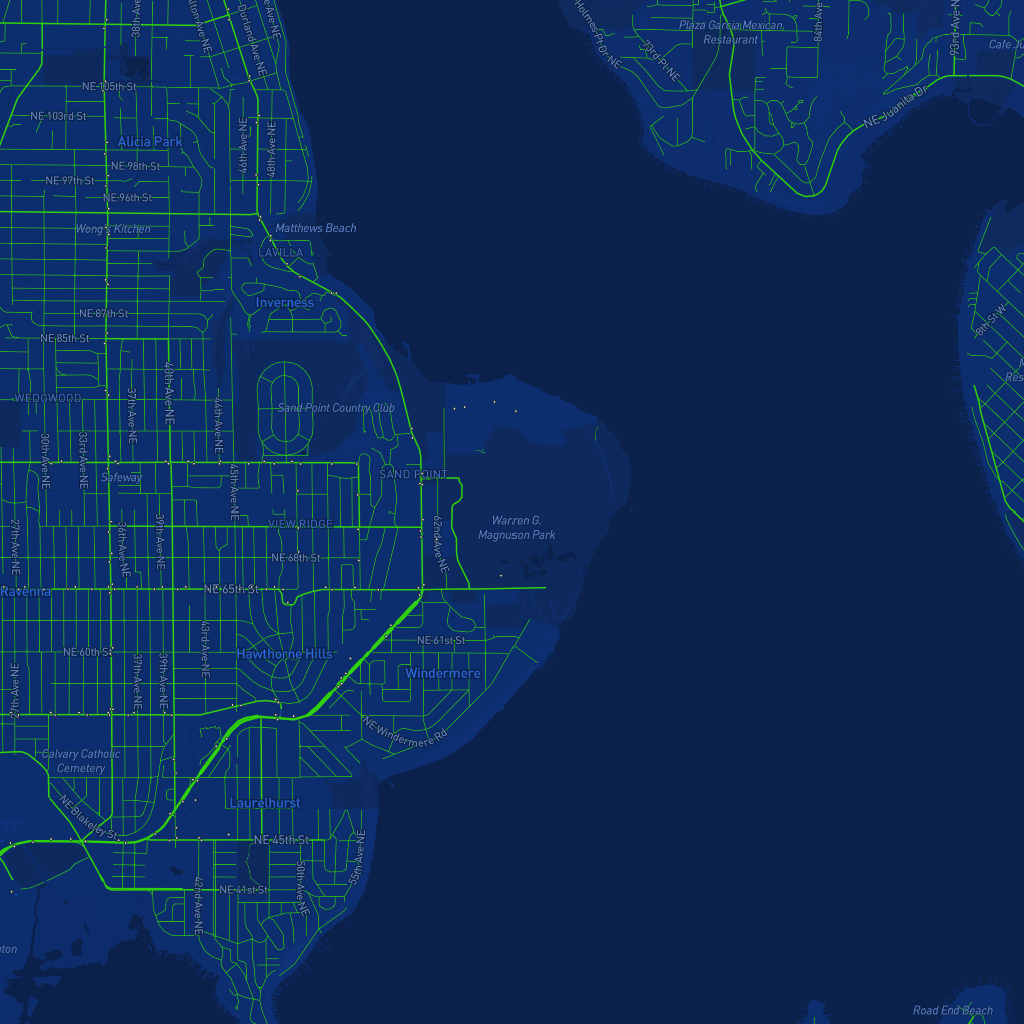 38th Ave NE
Durland Ave NE
Holmes Pt Dr NE
73rd Pl NE
Plaza Garcia Mexican
Restaurant
84th Ave
93rd Ave N
NE Juanita Dr
NE 105th St
NE 103rd St
Alicia Park
46th Ave NE
48th Ave NE
NE 98th St
NE 97th St
NE 96th St
Wong's Kitchen
Matthews Beach
LAVILLA
Inverness
NE 87th St
NE 85th St
8th St W
40th Ave NE
WEDGWOOD
37th Ave NE
44th Ave NE
Sand Point Country Club
30th Ave NE
33rd Ave NE
Safeway
45th Ave NE
SAND POINT
27th Ave NE
36th Ave NE
39th Ave NE
VIEW RIDGE
62nd Ave NE
Warren G.
Magnuson Park
NE 68th St
Ravenna
NE 65th St
43rd Ave NE
NE 61st St
NE 60th St
Hawthorne Hills
27th Ave NE
37th Ave NE
39th Ave NE
Windermere
NE Windermere Rd
Calvary Catholic
Cemetery
NE Blakeley St
Laurelhurst
NE 45th St
55th Ave NE
42nd Ave NE
NE 41st St
50th Ave NE
Road End Beach